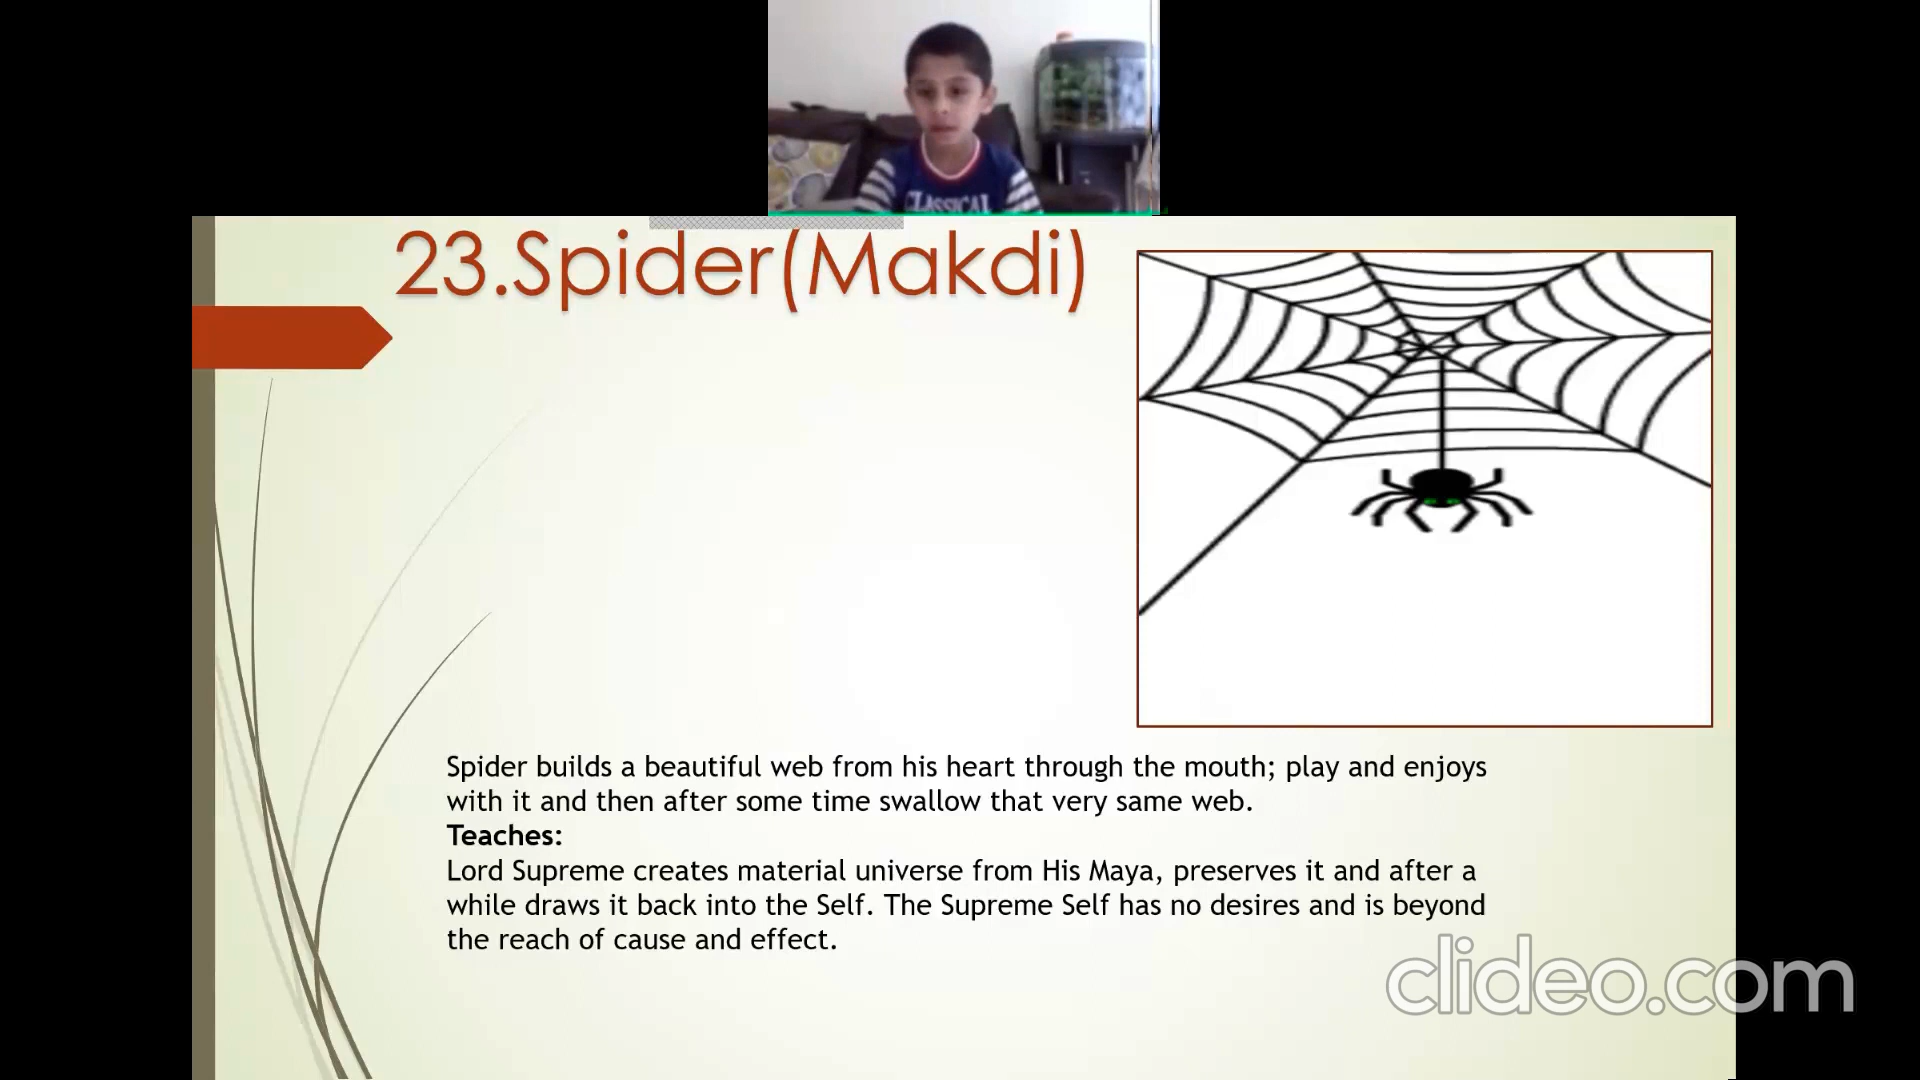 CLASSICAL
23.Spider(Makdi)
Spider builds a beautiful web from his heart through the mouth; play and enjoys
with it and then after some time swallow that very same web.
Teaches:
Lord Supreme creates material universe from His Maya, preserves it and after a
while draws it back into the Self. The Supreme Self has no desires and is beyond
the reach of cause and effect.
clideo.com